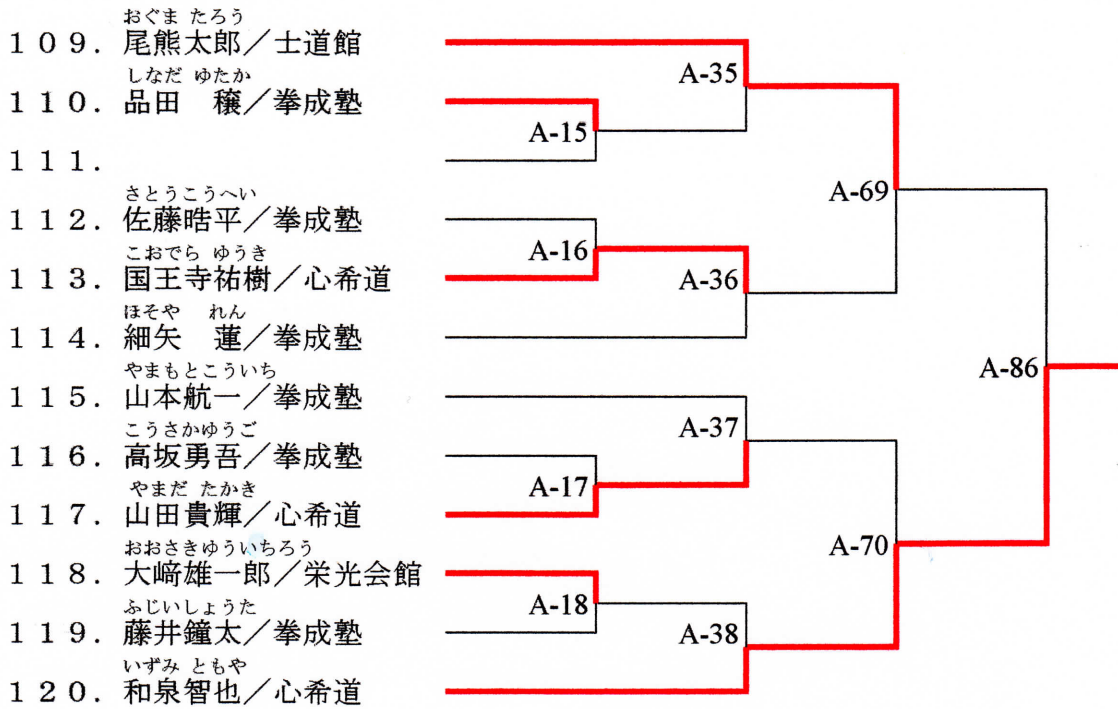 おぐま たろう
１０９．尾熊太郎／士道館
しなだ ゆたか
１１０．品田　穣／拳成塾
１１１．
さとうこうへい
１１２．佐藤晧平／拳成塾
こおでら ゆうき
１１３．国王寺祐樹／心希道
ほそや　れん
１１４．細矢　蓮／拳成塾
やまもとこういち
１１５．山本航一／拳成塾
こうさかゆうご
１１６．高坂勇吾／拳成塾
やまだ たかき
１１７．山田貴輝／心希道
おおさきゆういちろう
１１８．大﨑雄一郎／栄光会館
ふじいしょうた
１１９．藤井鐘太／拳成塾
いずみ ともや
１２０．和泉智也／心希道
A-15
A-16
A-17
A-18
A-35
A-36
A-37
A-38
A-69
A-70
A-86